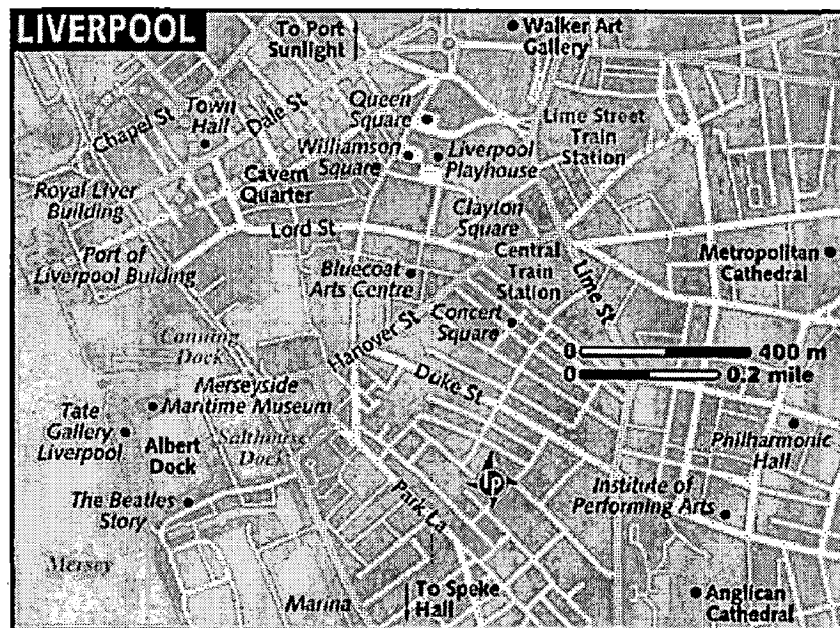 LIVERPOOL
To Port
Sunlight
Walker Art
Gallery
Chapel St
Town
Hall
Dale St
Queen
Square
Lime Street
Train
Station
Williamson
Square
Liverpool
Playhouse
Cavern
Quarter
Royal Liver
Building
Clayton
Square
Lord St
Port of
Liverpool Bulding
Central
Train
Station
Metropolitan
Cathedral
Bluecoat
Arts Centre
Lime St
Concert
Square
Hanover St
Canning
Dock
0 400 m
0 0.2 mile
Duke St
Merseyside
Maritime Museum
Tate
Gallery
Liverpool
Albert
Dock
Salthouse
Dock
Philharmonic
Hall
LP
Institute of
Performing Arts
The Beatles
Story
Park La
Mersey
Marina
To Speke
Hall
Anglican
Cathedral